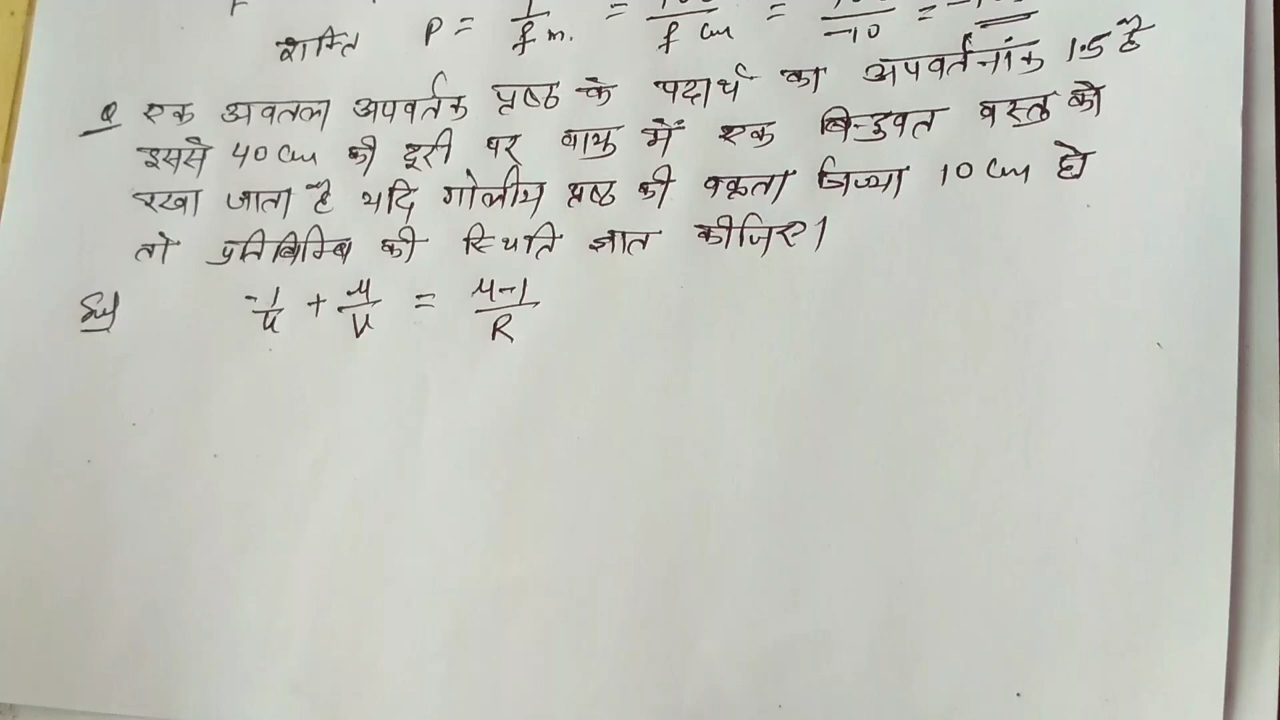 शक्ति P = 1/f m. = 100/f cm = 100/-10 =
Q एक अवतल अपवर्तक पृष्ठ के पदार्थ का अपवर्तनांक 1.5 है
इससे 40 cm की दूरी पर वायु में एक बिन्दुवत वस्तु को
रखा जाता है यदि गोलीय पृष्ठ की वक्रता त्रिज्या 10 cm हो
तो प्रतिबिम्ब की स्थिति ज्ञात कीजिए।
Sol -1/u + μ/v = μ-1/R